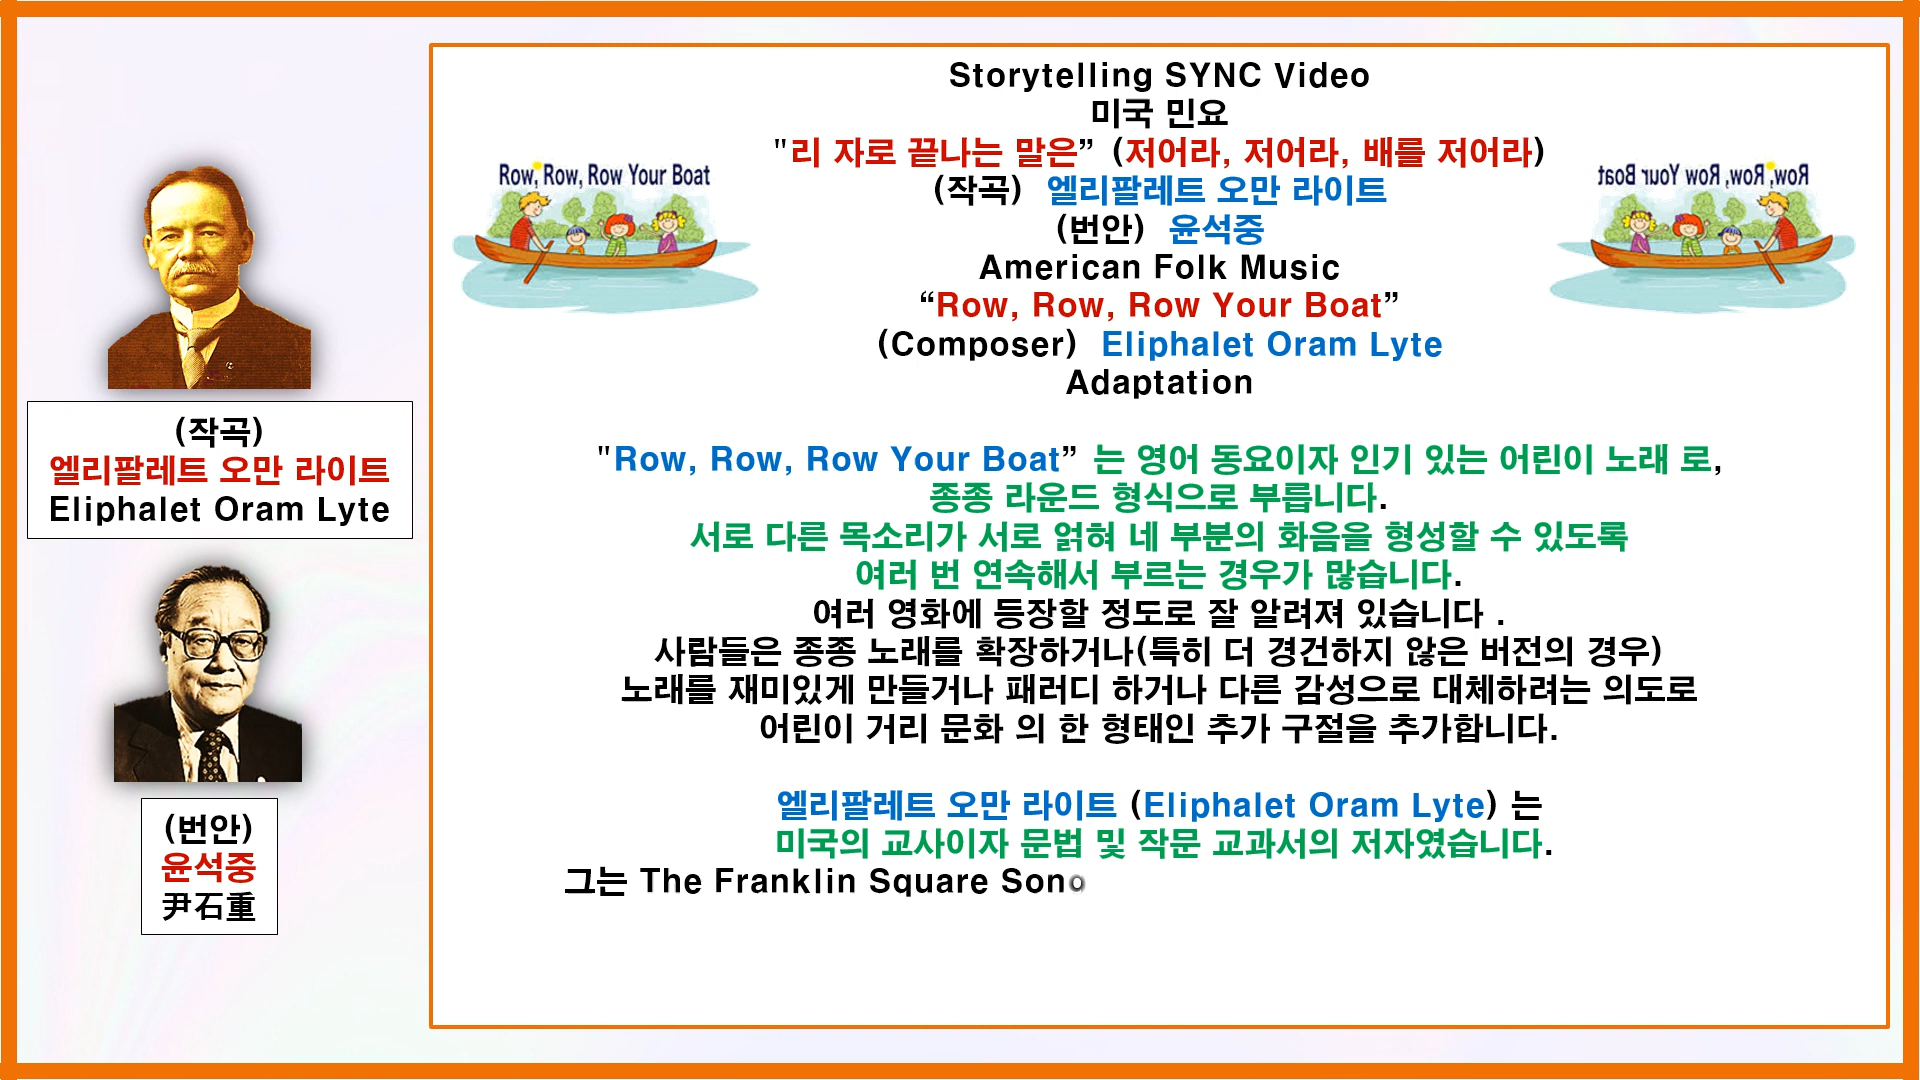 Storytelling SYNC Video
미국 민요
"리 자로 끝나는 말은” (저어라, 저어라, 배를 저어라)
(작곡) 엘리팔레트 오만 라이트
(번안) 윤석중
American Folk Music
“Row, Row, Row Your Boat”
(Composer) Eliphalet Oram Lyte
Adaptation
Row, Row, Row Your Boat
Row, Row, Row Your Boat
"Row, Row, Row Your Boat” 는 영어 동요이자 인기 있는 어린이 노래 로,
종종 라운드 형식으로 부릅니다.
서로 다른 목소리가 서로 얽혀 네 부분의 화음을 형성할 수 있도록
여러 번 연속해서 부르는 경우가 많습니다.
여러 영화에 등장할 정도로 잘 알려져 있습니다 .
사람들은 종종 노래를 확장하거나(특히 더 경건하지 않은 버전의 경우)
노래를 재미있게 만들거나 패러디 하거나 다른 감성으로 대체하려는 의도로
어린이 거리 문화 의 한 형태인 추가 구절을 추가합니다.
엘리팔레트 오만 라이트 (Eliphalet Oram Lyte) 는
미국의 교사이자 문법 및 작문 교과서의 저자였습니다.
그는 The Franklin Square Son
(작곡)
엘리팔레트 오만 라이트
Eliphalet Oram Lyte
(번안)
윤석중
尹石重